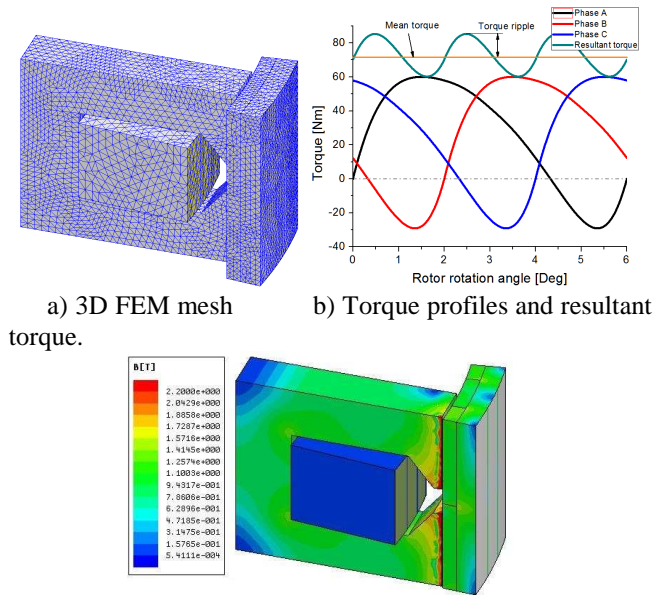 Phase A
Phase B
Phase C
Resultant torque
Mean torque
Torque ripple
80
60
40
20
0
-20
-40
Torque [Nm]
0 1 2 3 4 5 6
Rotor rotation angle [Deg]
a) 3D FEM mesh b) Torque profiles and resultant
torque.
B[T]
2.2000e+000
2.0429e+000
1.8858e+000
1.7287e+000
1.5716e+000
1.4145e+000
1.2574e+000
1.1003e+000
9.4317e-001
7.8606e-001
6.2896e-001
4.7185e-001
3.1475e-001
1.5765e-001
5.4111e-004